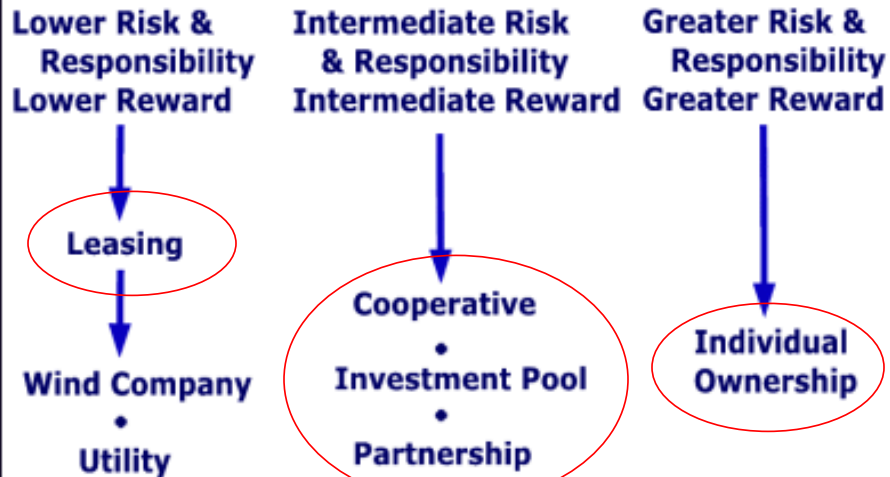 Lower Risk &
Responsibility
Lower Reward
Leasing
Wind Company
•
Utility
Intermediate Risk
& Responsibility
Intermediate Reward
Cooperative
•
Investment Pool
•
Partnership
Greater Risk &
Responsibility
Greater Reward
Individual
Ownership